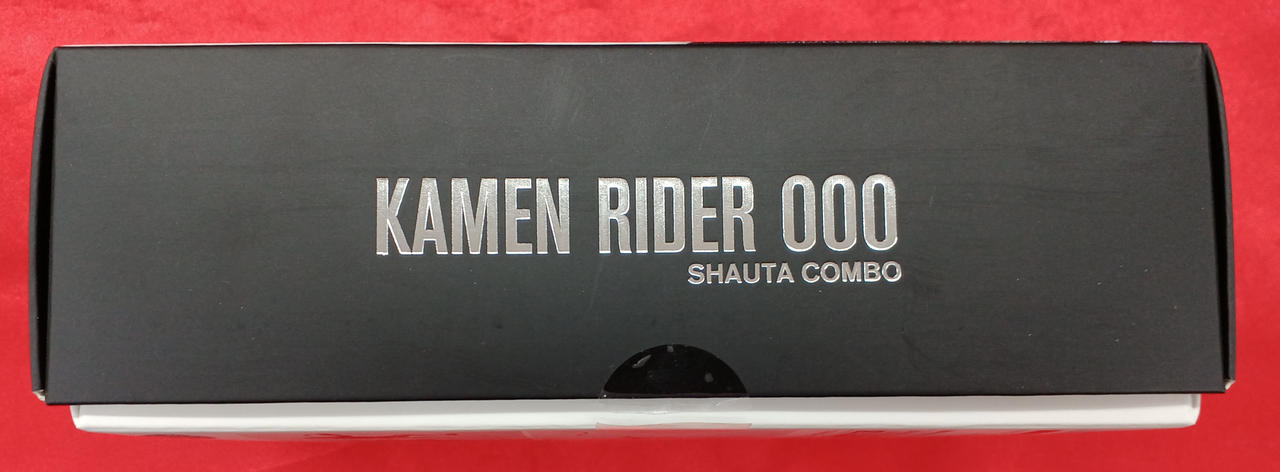 KAMEN RIDER OOO
SHAUTA COMBO